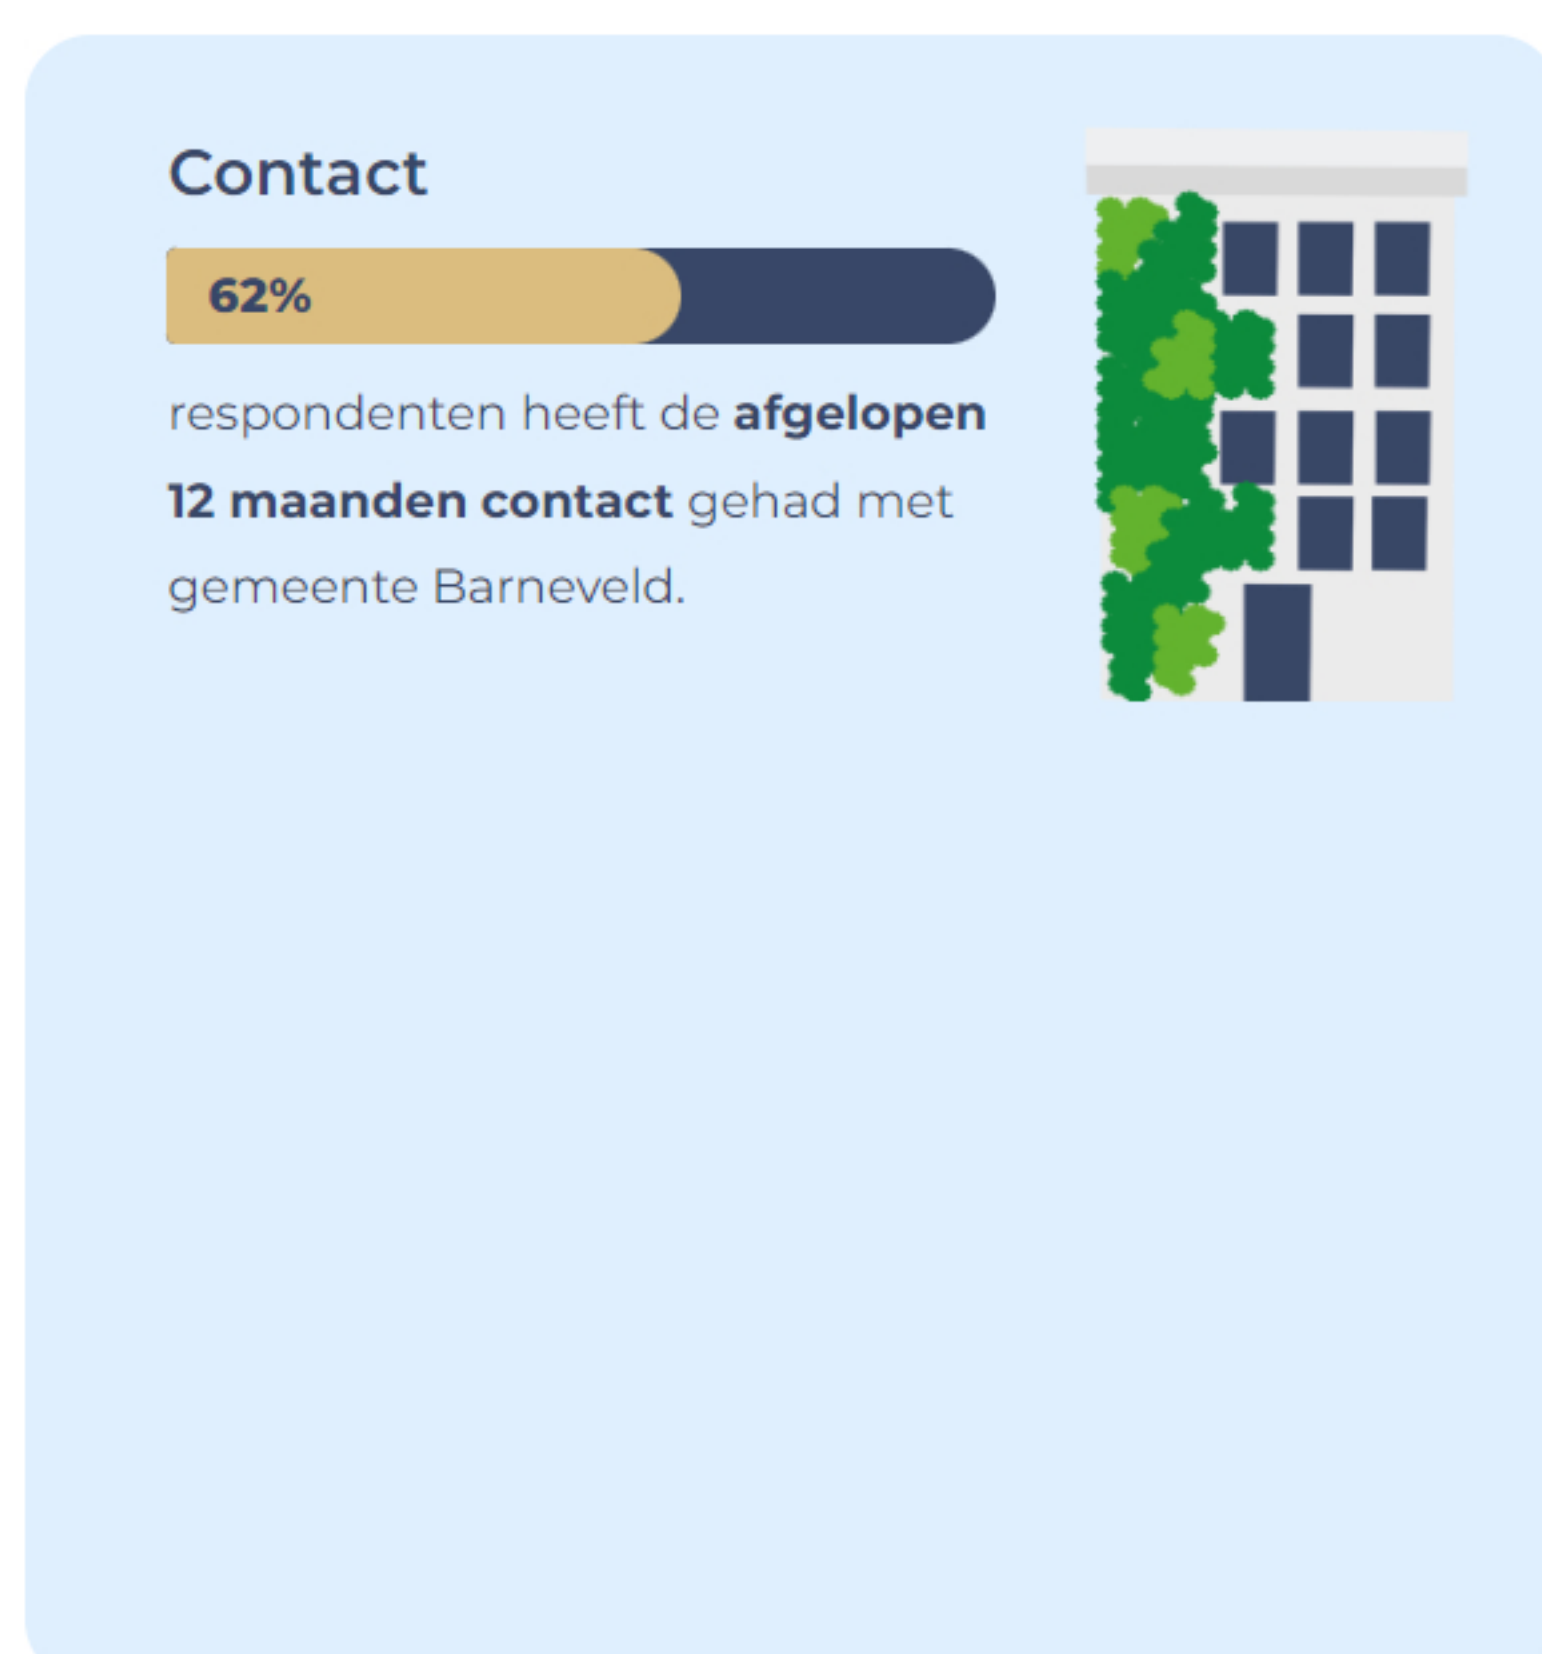 Contact
62%
respondenten heeft de afgelopen
12 maanden contact gehad met
gemeente Barneveld.